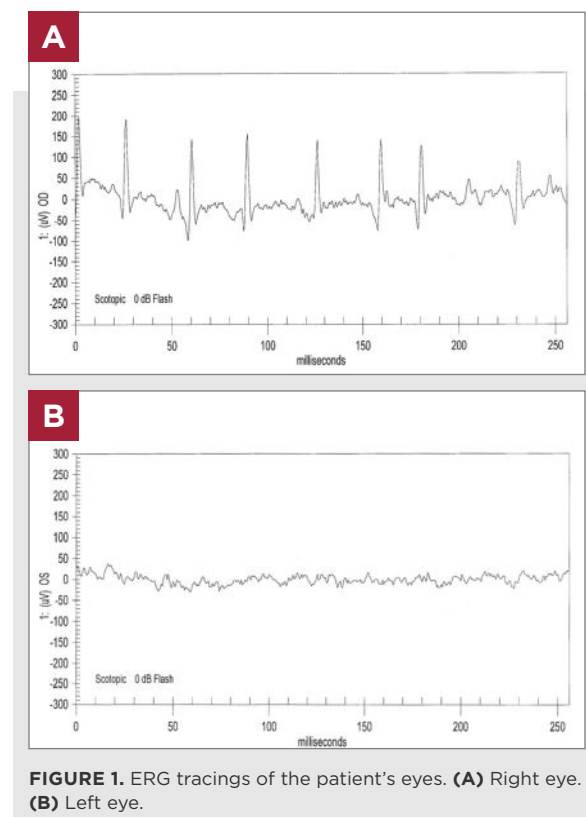 A
300
250
200
150
100
50
0
-50
-100
-150
-200
-250
-300
1: (uV) OD
Scotopic 0 dB Flash
0 50 100 150 200 250
milliseconds
B
300
250
200
150
100
50
0
-50
-100
-150
-200
-250
-300
1: (uV) OS
Scotopic 0 dB Flash
0 50 100 150 200 250
milliseconds
FIGURE 1. ERG tracings of the patient's eyes. (A) Right eye.
(B) Left eye.